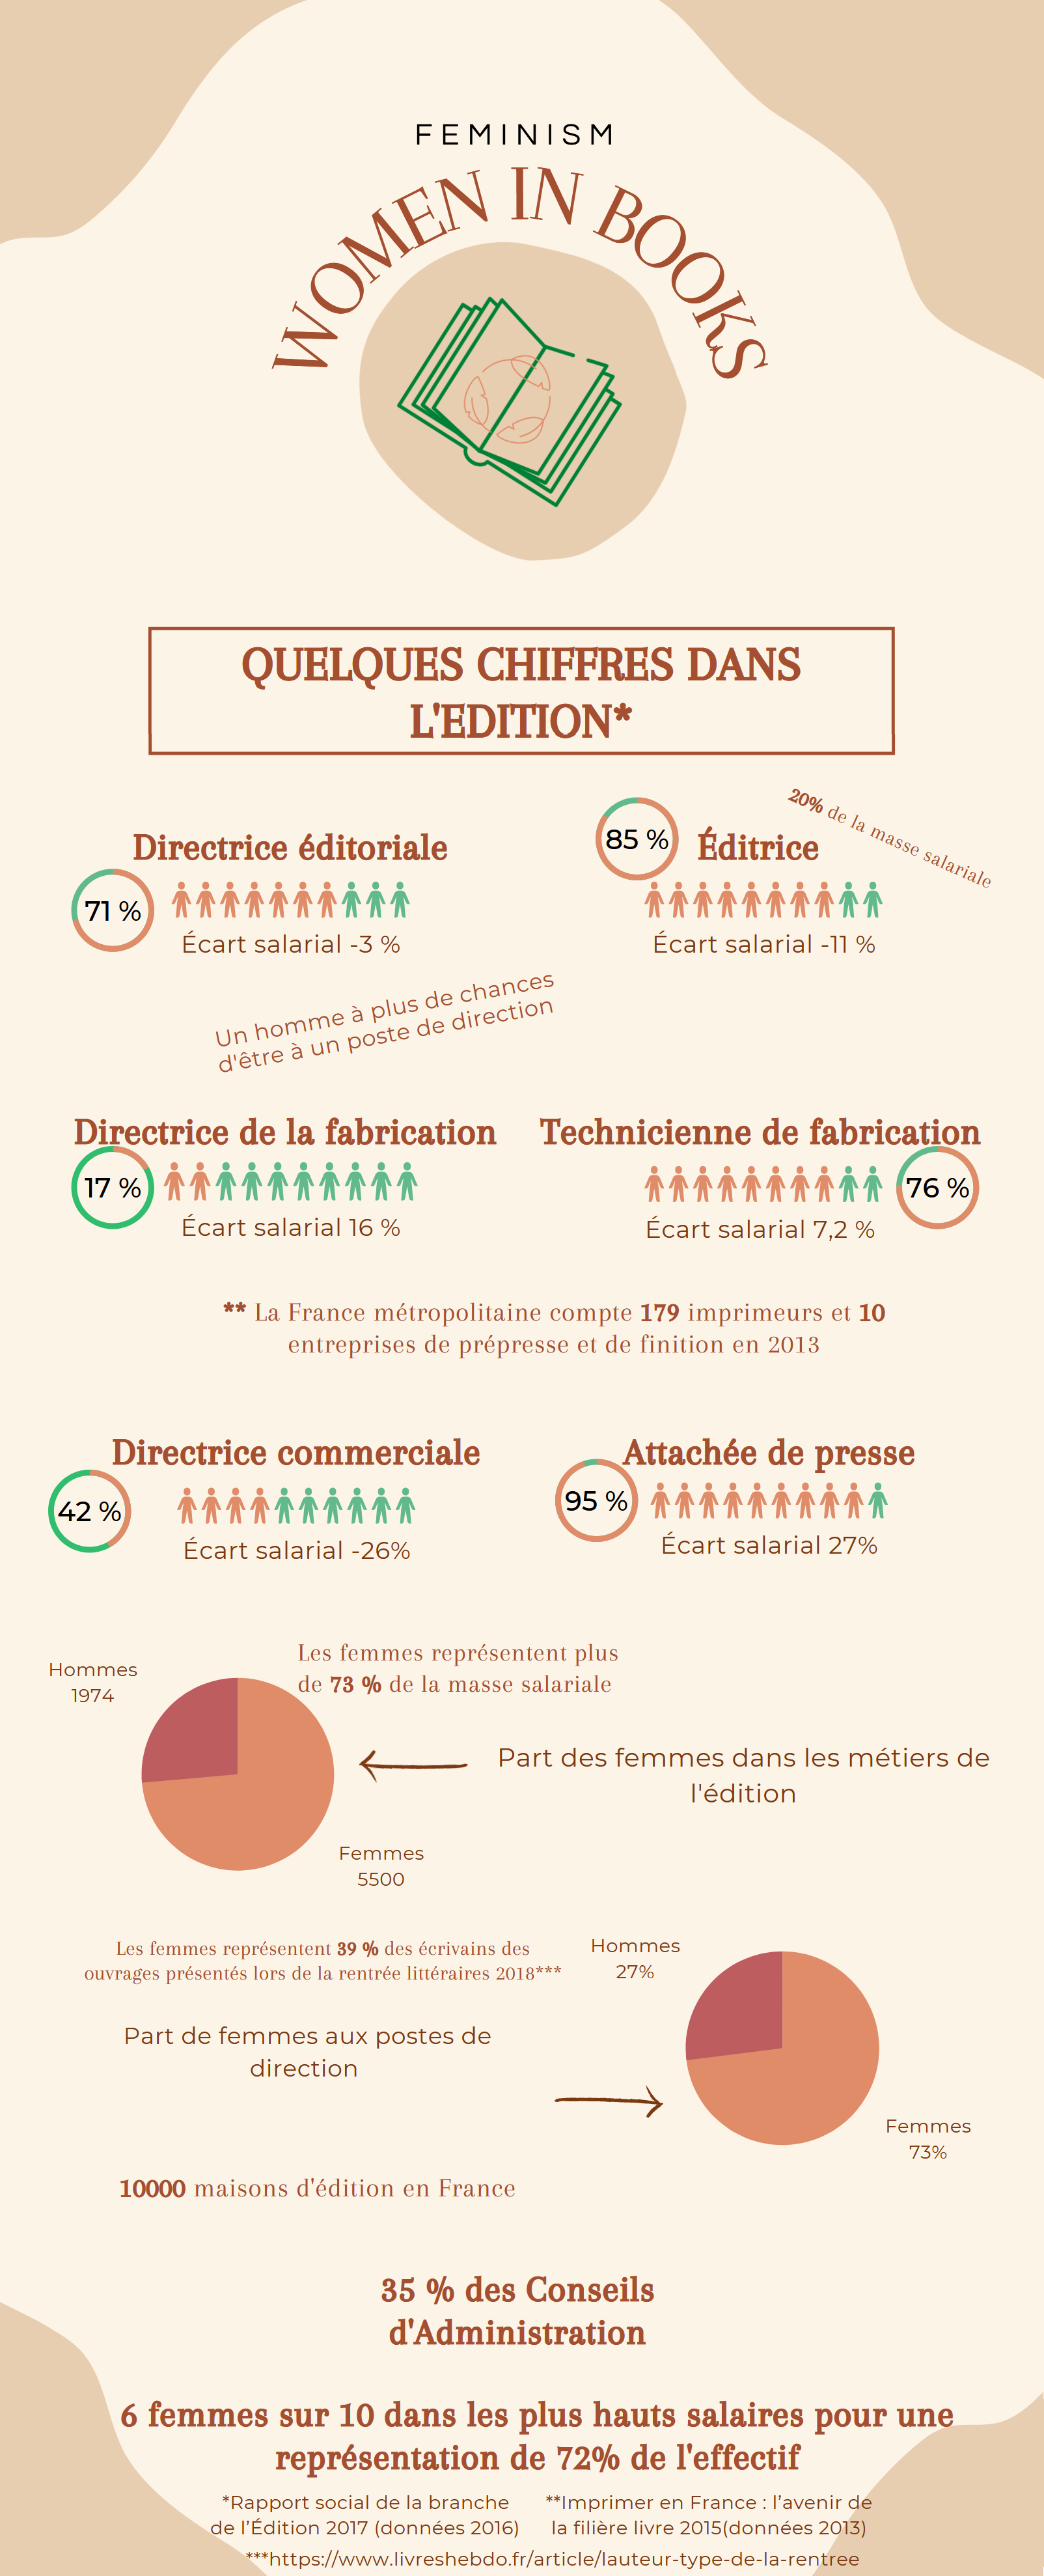 FEMINISM
WOMEN IN BOOKS
QUELQUES CHIFFRES DANS
L'EDITION*
Directrice éditoriale
71 %
Écart salarial -3 %
85 %
Éditrice
20% de la masse salariale
Écart salarial -11 %
Un homme à plus de chances
d'être à un poste de direction
Directrice de la fabrication
17 %
Écart salarial 16 %
Technicienne de fabrication
76 %
Écart salarial 7,2 %
** La France métropolitaine compte 179 imprimeurs et 10
entreprises de prépresse et de finition en 2013
Directrice commerciale
42 %
Écart salarial -26%
Attachée de presse
95 %
Écart salarial 27%
Les femmes représentent plus
de 73 % de la masse salariale
Hommes
1974
Part des femmes dans les métiers de
l'édition
Femmes
5500
Les femmes représentent 39 % des écrivains des
ouvrages présentés lors de la rentrée littéraires 2018***
Hommes
27%
Part de femmes aux postes de
direction
Femmes
73%
10000 maisons d'édition en France
35 % des Conseils
d'Administration
6 femmes sur 10 dans les plus hauts salaires pour une
représentation de 72% de l'effectif
*Rapport social de la branche
de l’Édition 2017 (données 2016)
**Imprimer en France : l’avenir de
la filière livre 2015(données 2013)
***https://www.livreshebdo.fr/article/lauteur-type-de-la-rentree